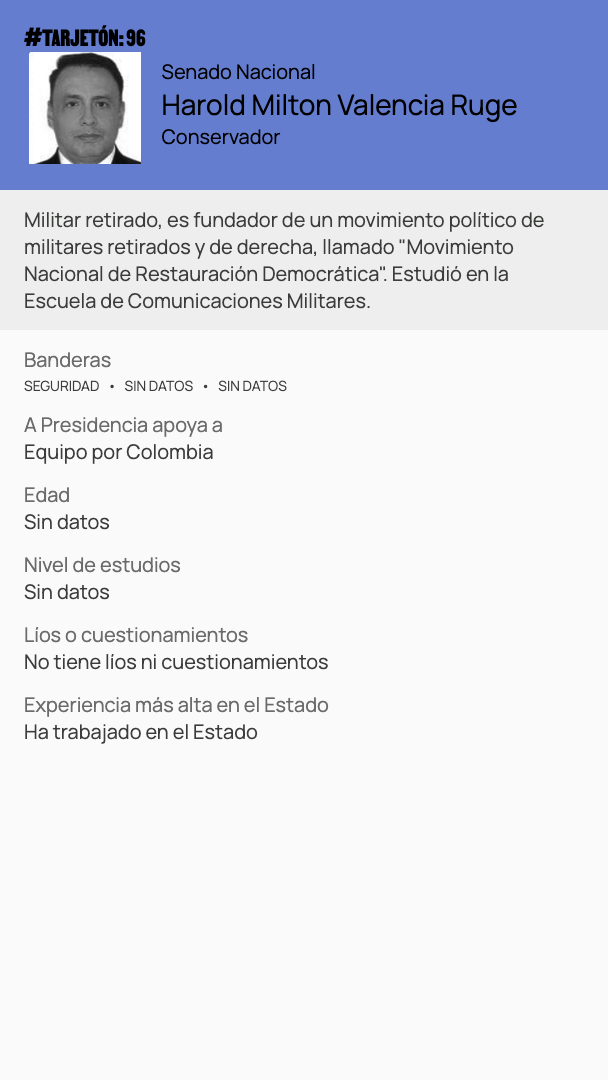 #TARJETÓN: 96
Senado Nacional
Harold Milton Valencia Ruge
Conservador
Militar retirado, es fundador de un movimiento político de
militares retirados y de derecha, llamado "Movimiento
Nacional de Restauración Democrática". Estudió en la
Escuela de Comunicaciones Militares.
Banderas
SEGURIDAD • SIN DATOS • SIN DATOS
A Presidencia apoya a
Equipo por Colombia
Edad
Sin datos
Nivel de estudios
Sin datos
Líos o cuestionamientos
No tiene líos ni cuestionamientos
Experiencia más alta en el Estado
Ha trabajado en el Estado